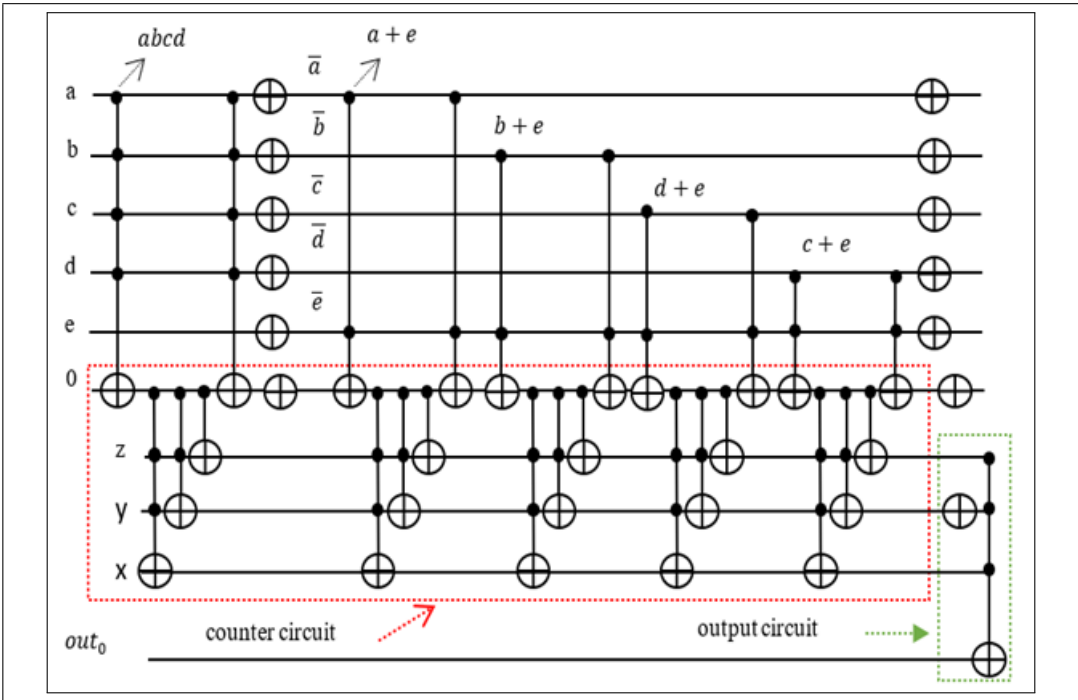 abcd
a + e
a̅
a
b̅
b + e
b
c̅
d + e
c
d̅
c + e
d
e̅
e
0
z
y
x
counter circuit
output circuit
out₀